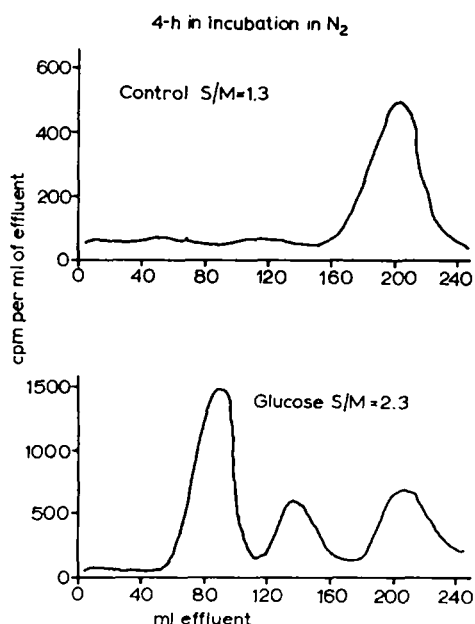 4-h in incubation in N₂
cpm per ml of effluent
600
400
200
0
Control S/M=1.3
0 40 80 120 160 200 240
1500
1000
500
0
Glucose S/M=2.3
0 40 80 120 160 200 240
ml effluent